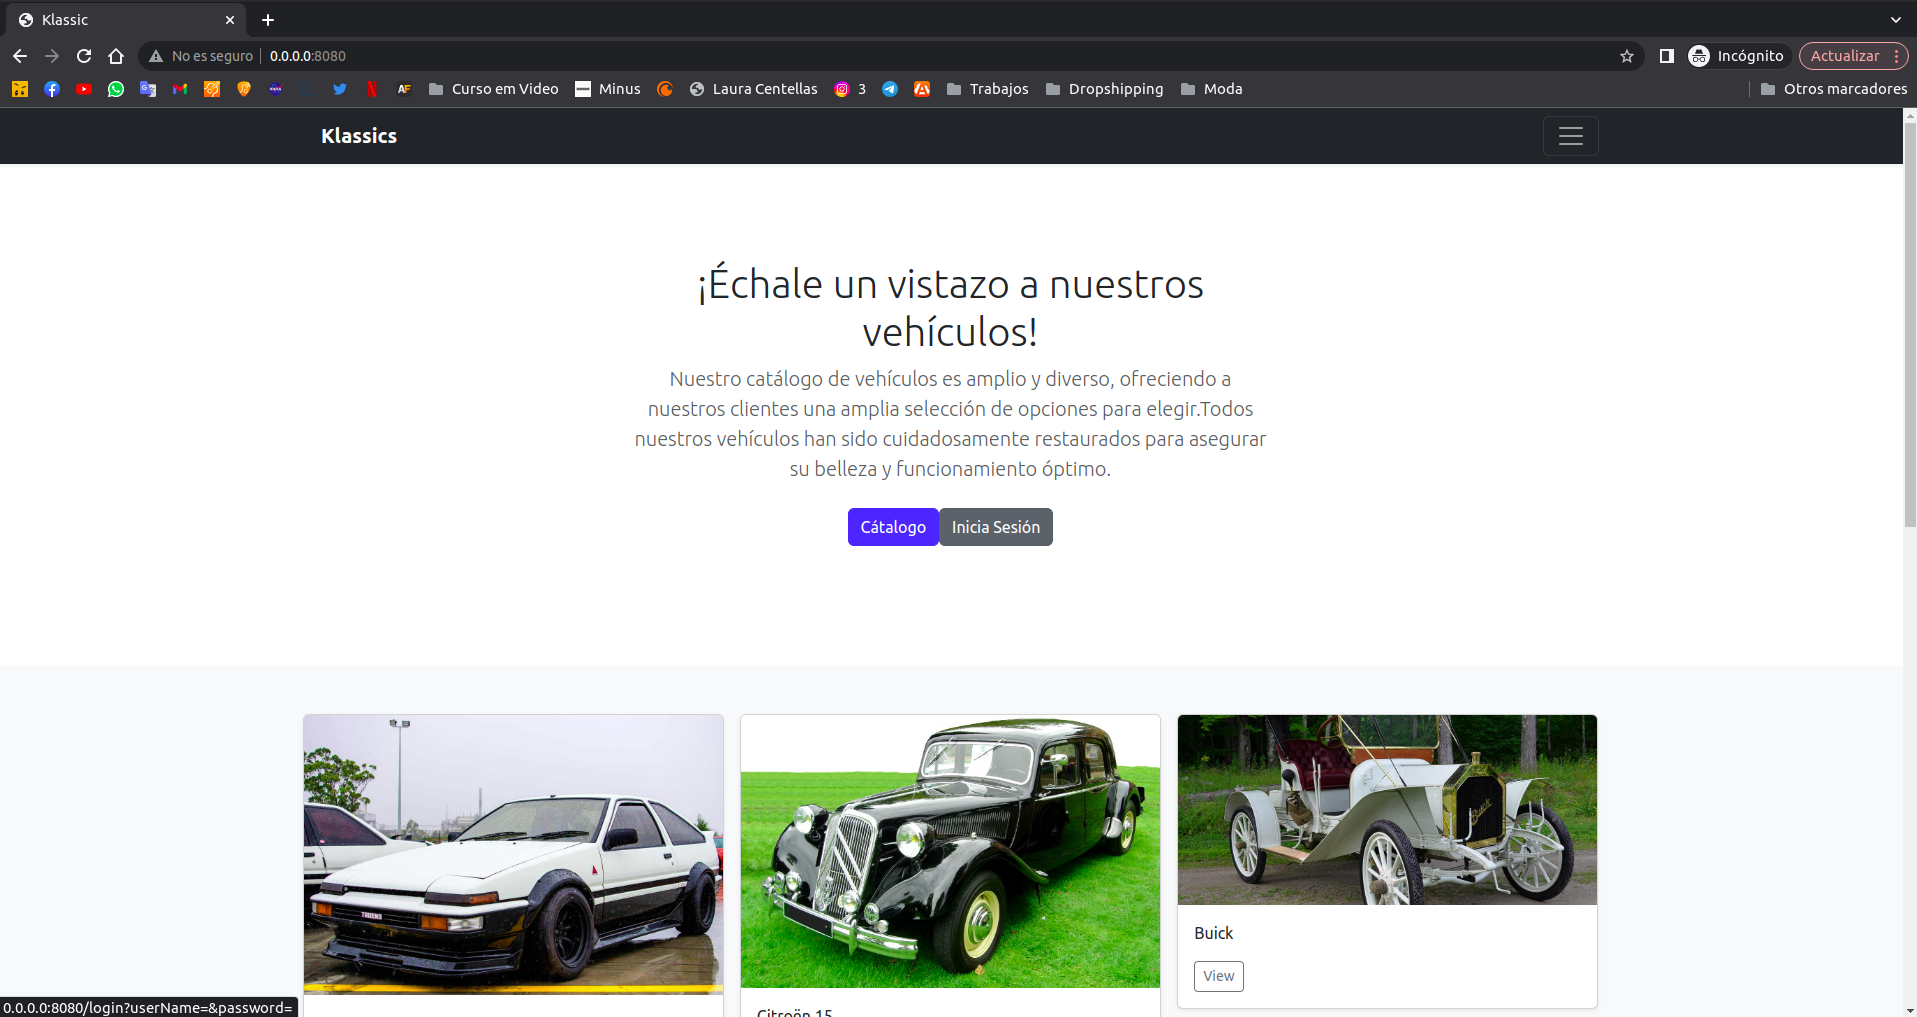 Klassic
No es seguro 0.0.0.0:8080
Incógnito
Actualizar
AF
Curso em Video
Minus
Laura Centellas
3
Trabajos
Dropshipping
Moda
Otros marcadores
Klassics
¡Échale un vistazo a nuestros
vehículos!
Nuestro catálogo de vehículos es amplio y diverso, ofreciendo a
nuestros clientes una amplia selección de opciones para elegir.Todos
nuestros vehículos han sido cuidadosamente restaurados para asegurar
su belleza y funcionamiento óptimo.
Cátalogo
Inicia Sesión
TRUENO
Buick
Buick
View
Citroën 15
0.0.0.0:8080/login?userName=&password=